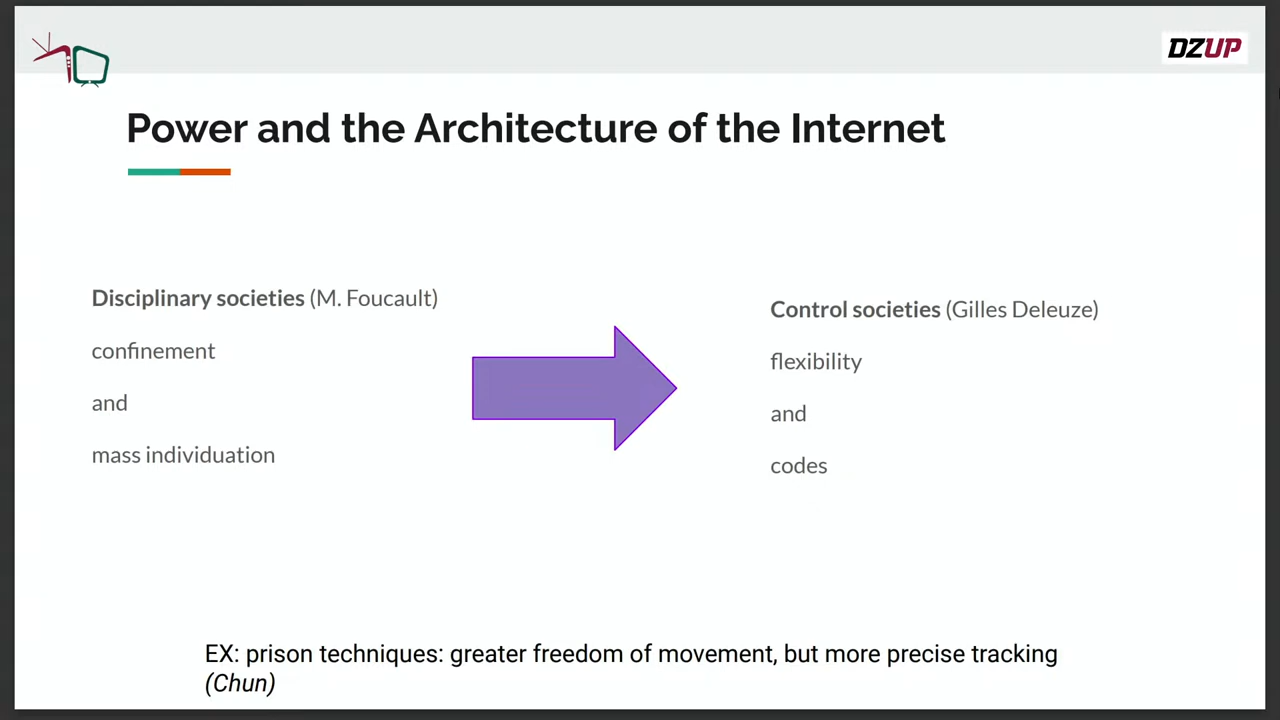 DZUP
Power and the Architecture of the Internet
Disciplinary societies (M. Foucault)
confinement
and
mass individuation
Control societies (Gilles Deleuze)
flexibility
and
codes
EX: prison techniques: greater freedom of movement, but more precise tracking
(Chun)